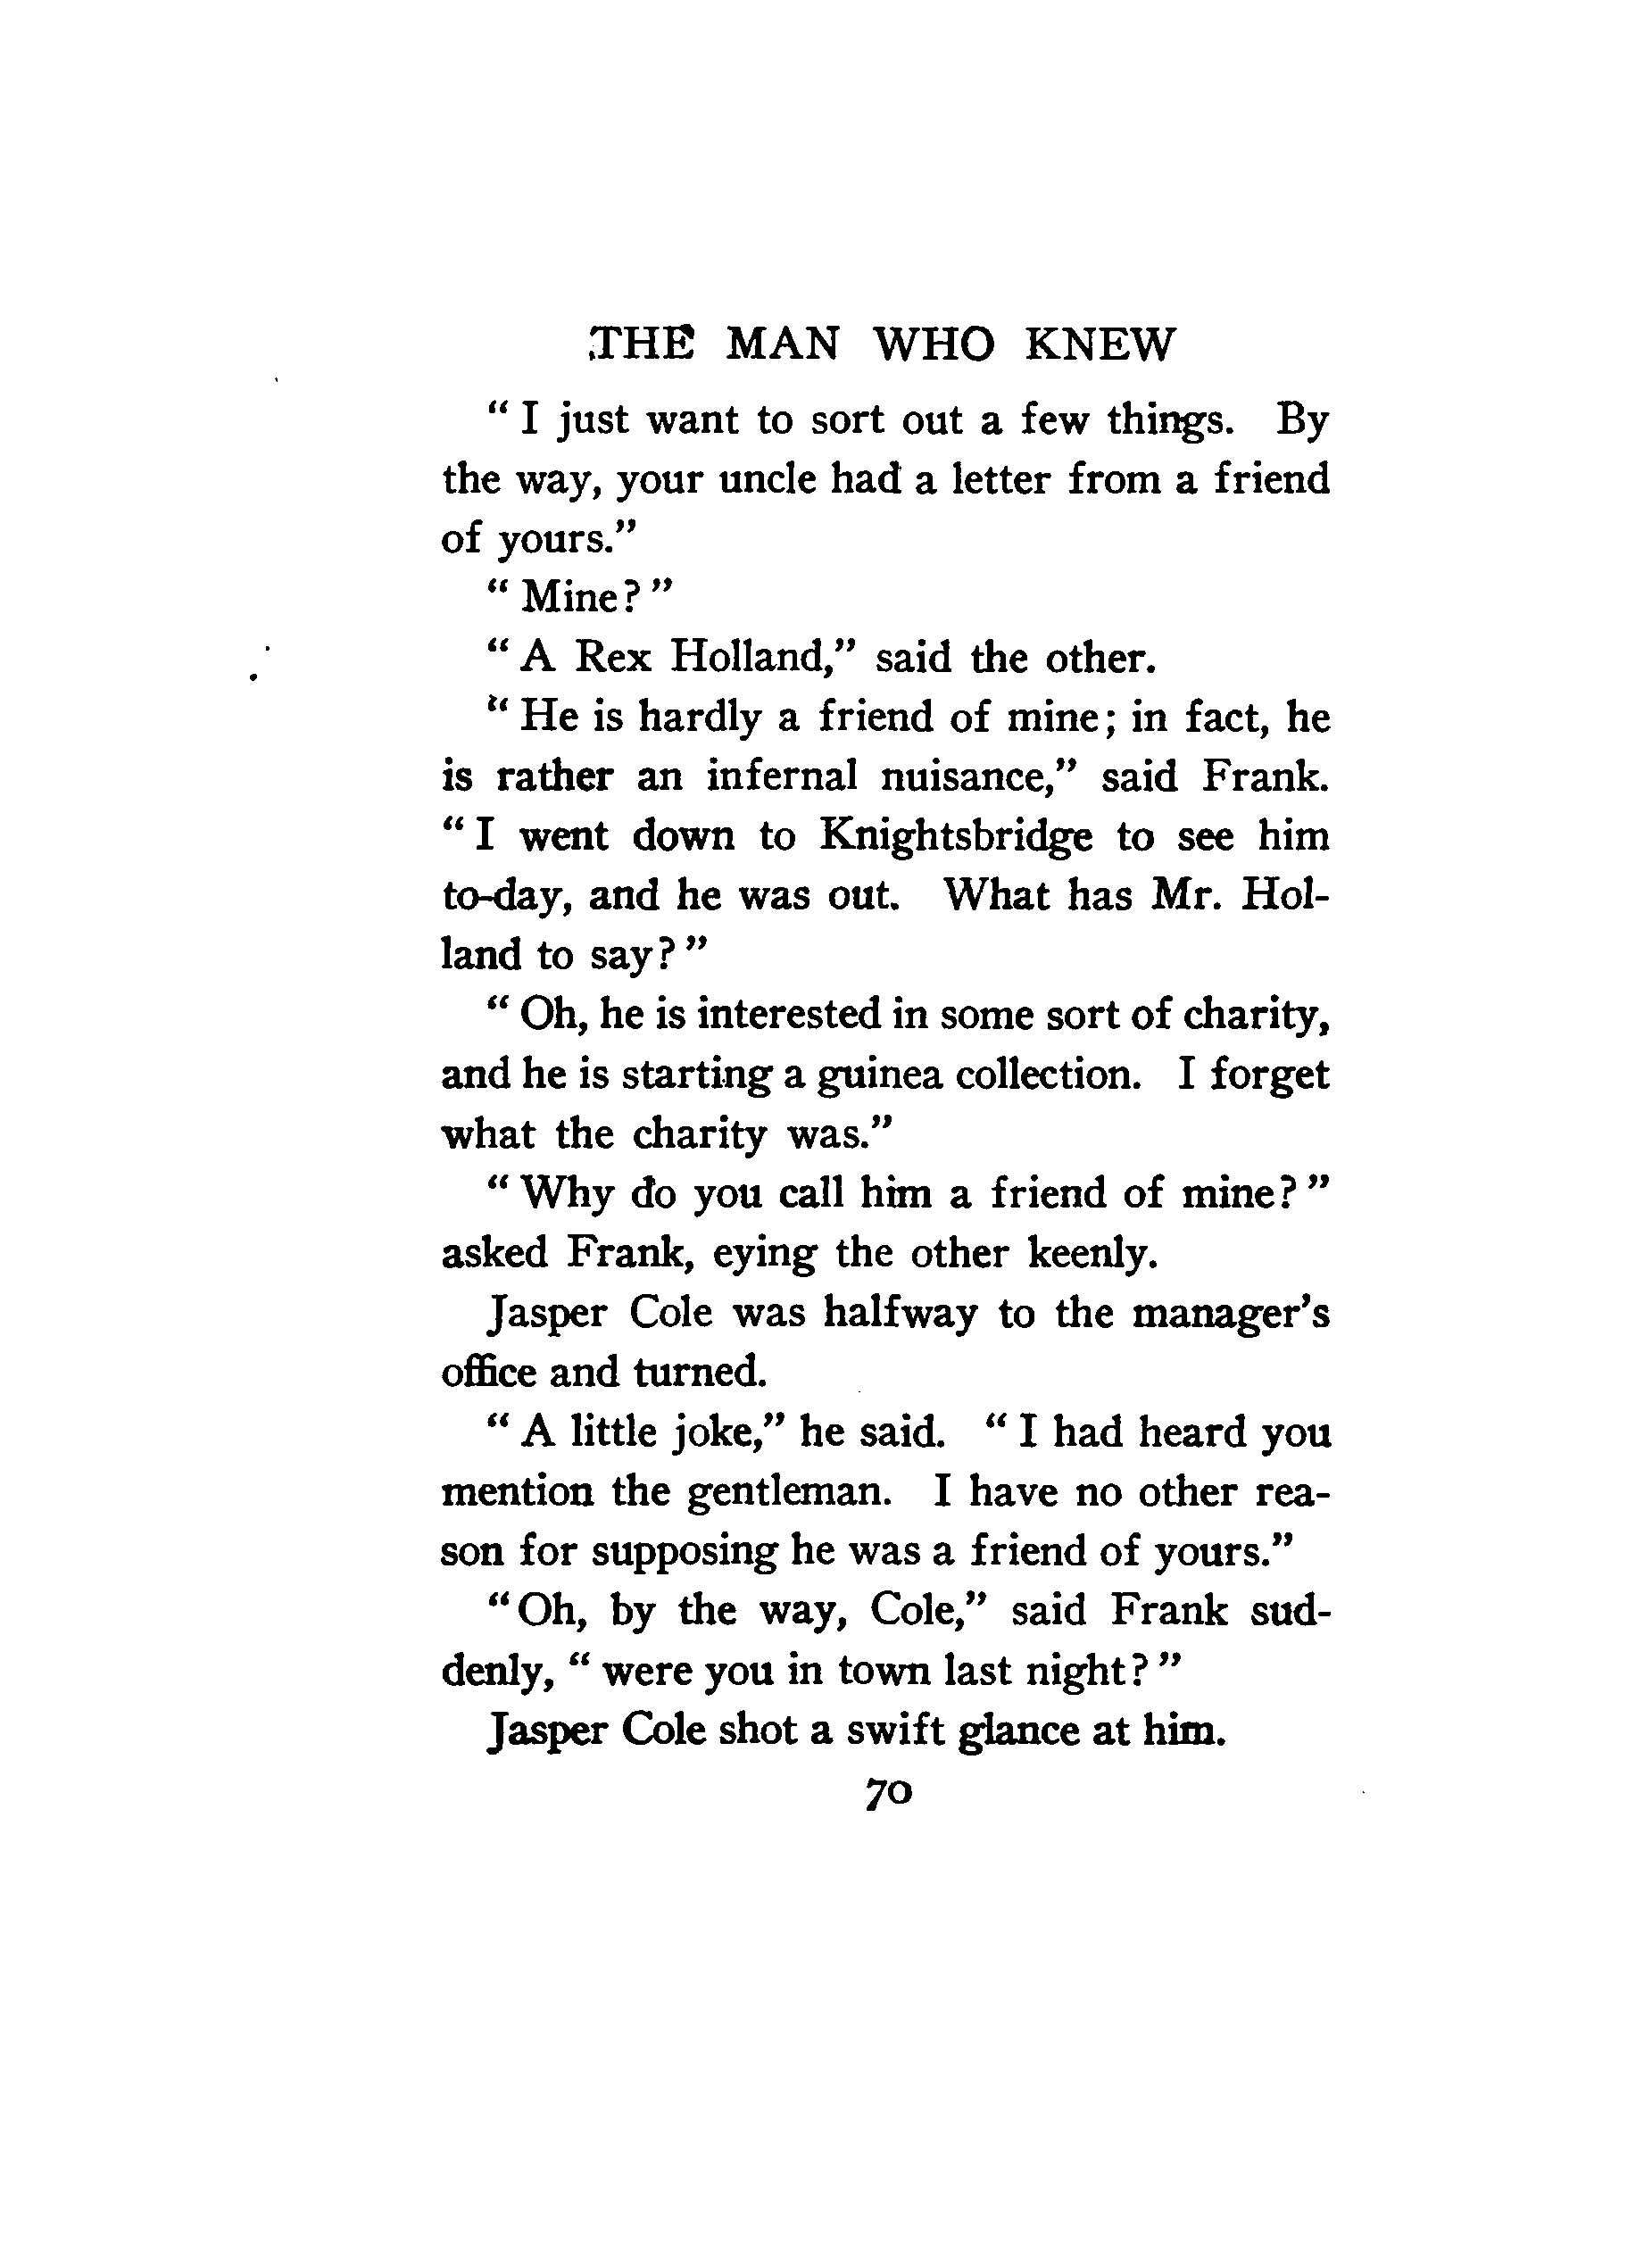 THE MAN WHO KNEW
“ I just want to sort out a few things. By
the way, your uncle had a letter from a friend
of yours.”
“ Mine? ”
“ A Rex Holland,” said the other.
“ He is hardly a friend of mine; in fact, he
is rather an infernal nuisance,” said Frank.
“ I went down to Knightsbridge to see him
to-day, and he was out. What has Mr. Hol-
land to say? ”
“ Oh, he is interested in some sort of charity,
and he is starting a guinea collection. I forget
what the charity was.”
“ Why do you call him a friend of mine? ”
asked Frank, eying the other keenly.
Jasper Cole was halfway to the manager’s
office and turned.
“ A little joke,” he said. “ I had heard you
mention the gentleman. I have no other rea-
son for supposing he was a friend of yours.”
“ Oh, by the way, Cole,” said Frank sud-
denly, “ were you in town last night? ”
Jasper Cole shot a swift glance at him.
70